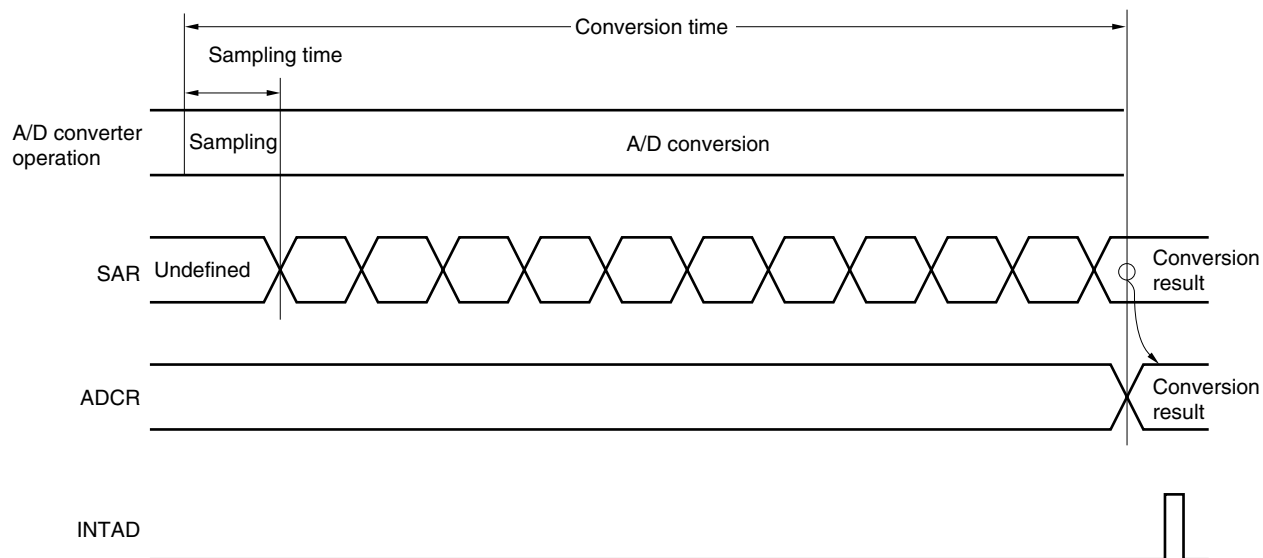 Conversion time
Sampling time
A/D converter
operation
Sampling
A/D conversion
SAR
Undefined
Conversion
result
ADCR
Conversion
result
INTAD